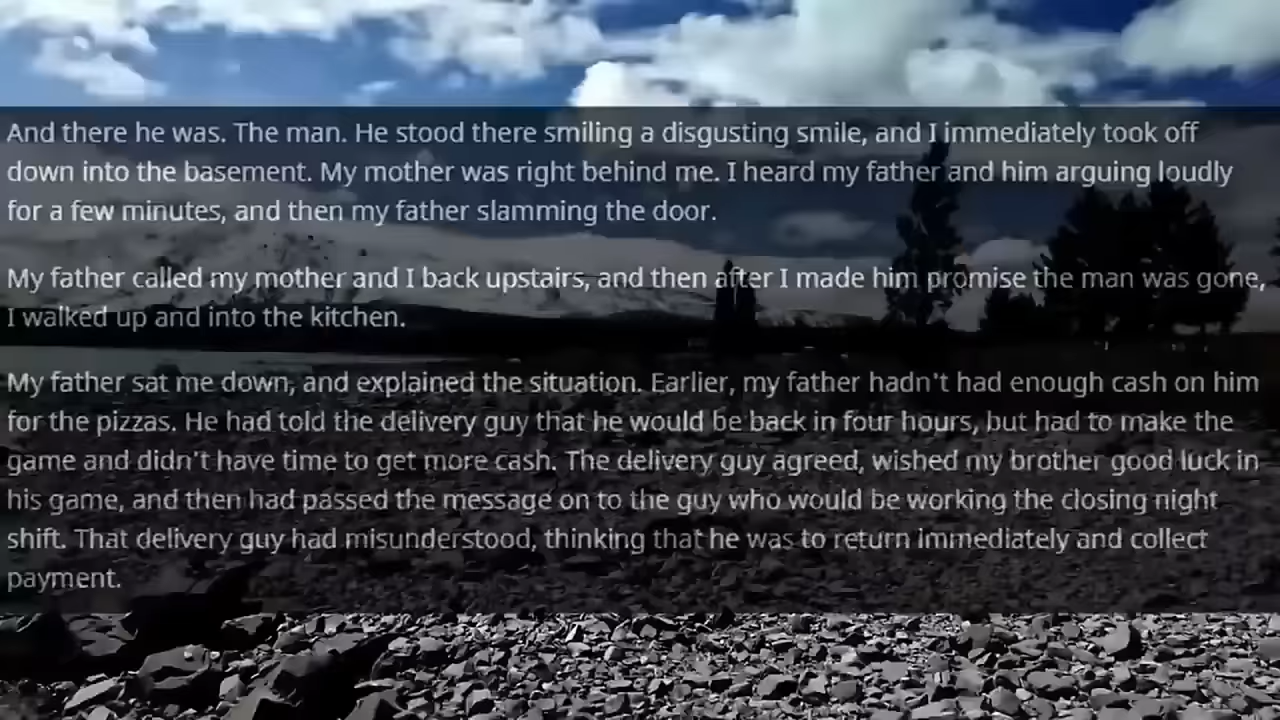 And there he was. The man. He stood there smiling a disgusting smile, and I immediately took off
down into the basement. My mother was right behind me. I heard my father and him arguing loudly
for a few minutes, and then my father slamming the door.
My father called my mother and I back upstairs, and then after I made him promise the man was gone,
I walked up and into the kitchen.
My father sat me down, and explained the situation. Earlier, my father hadn't had enough cash on him
for the pizzas. He had told the delivery guy that he would be back in four hours, but had to make the
game and didn't have time to get more cash. The delivery guy agreed, wished my brother good luck in
his game, and then had passed the message on to the guy who would be working the closing night
shift. That delivery guy had misunderstood, thinking that he was to return immediately and collect
payment.